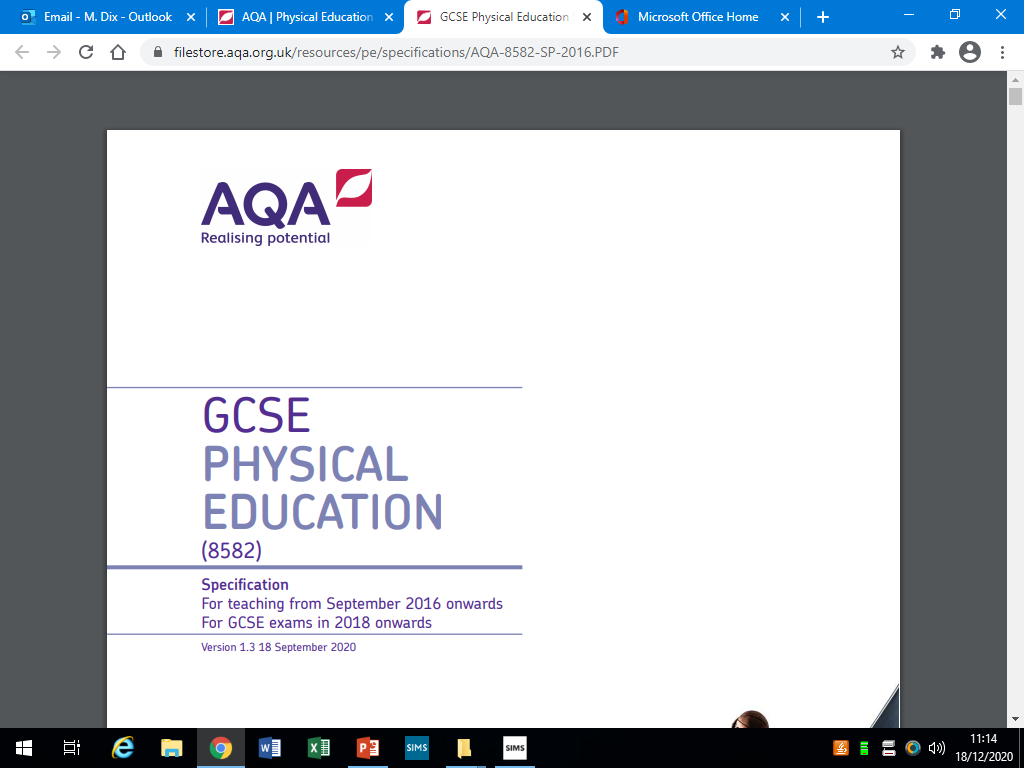 Email - M. Dix - Outlook
AQA | Physical Education
GCSE Physical Education
Microsoft Office Home
filestore.aqa.org.uk/resources/pe/specifications/AQA-8582-SP-2016.PDF
AQA
Realising potential
GCSE
PHYSICAL
EDUCATION
(8582)
Specification
For teaching from September 2016 onwards
For GCSE exams in 2018 onwards
Version 1.3 18 September 2020
SIMS
SIMS
11:14
18/12/2020